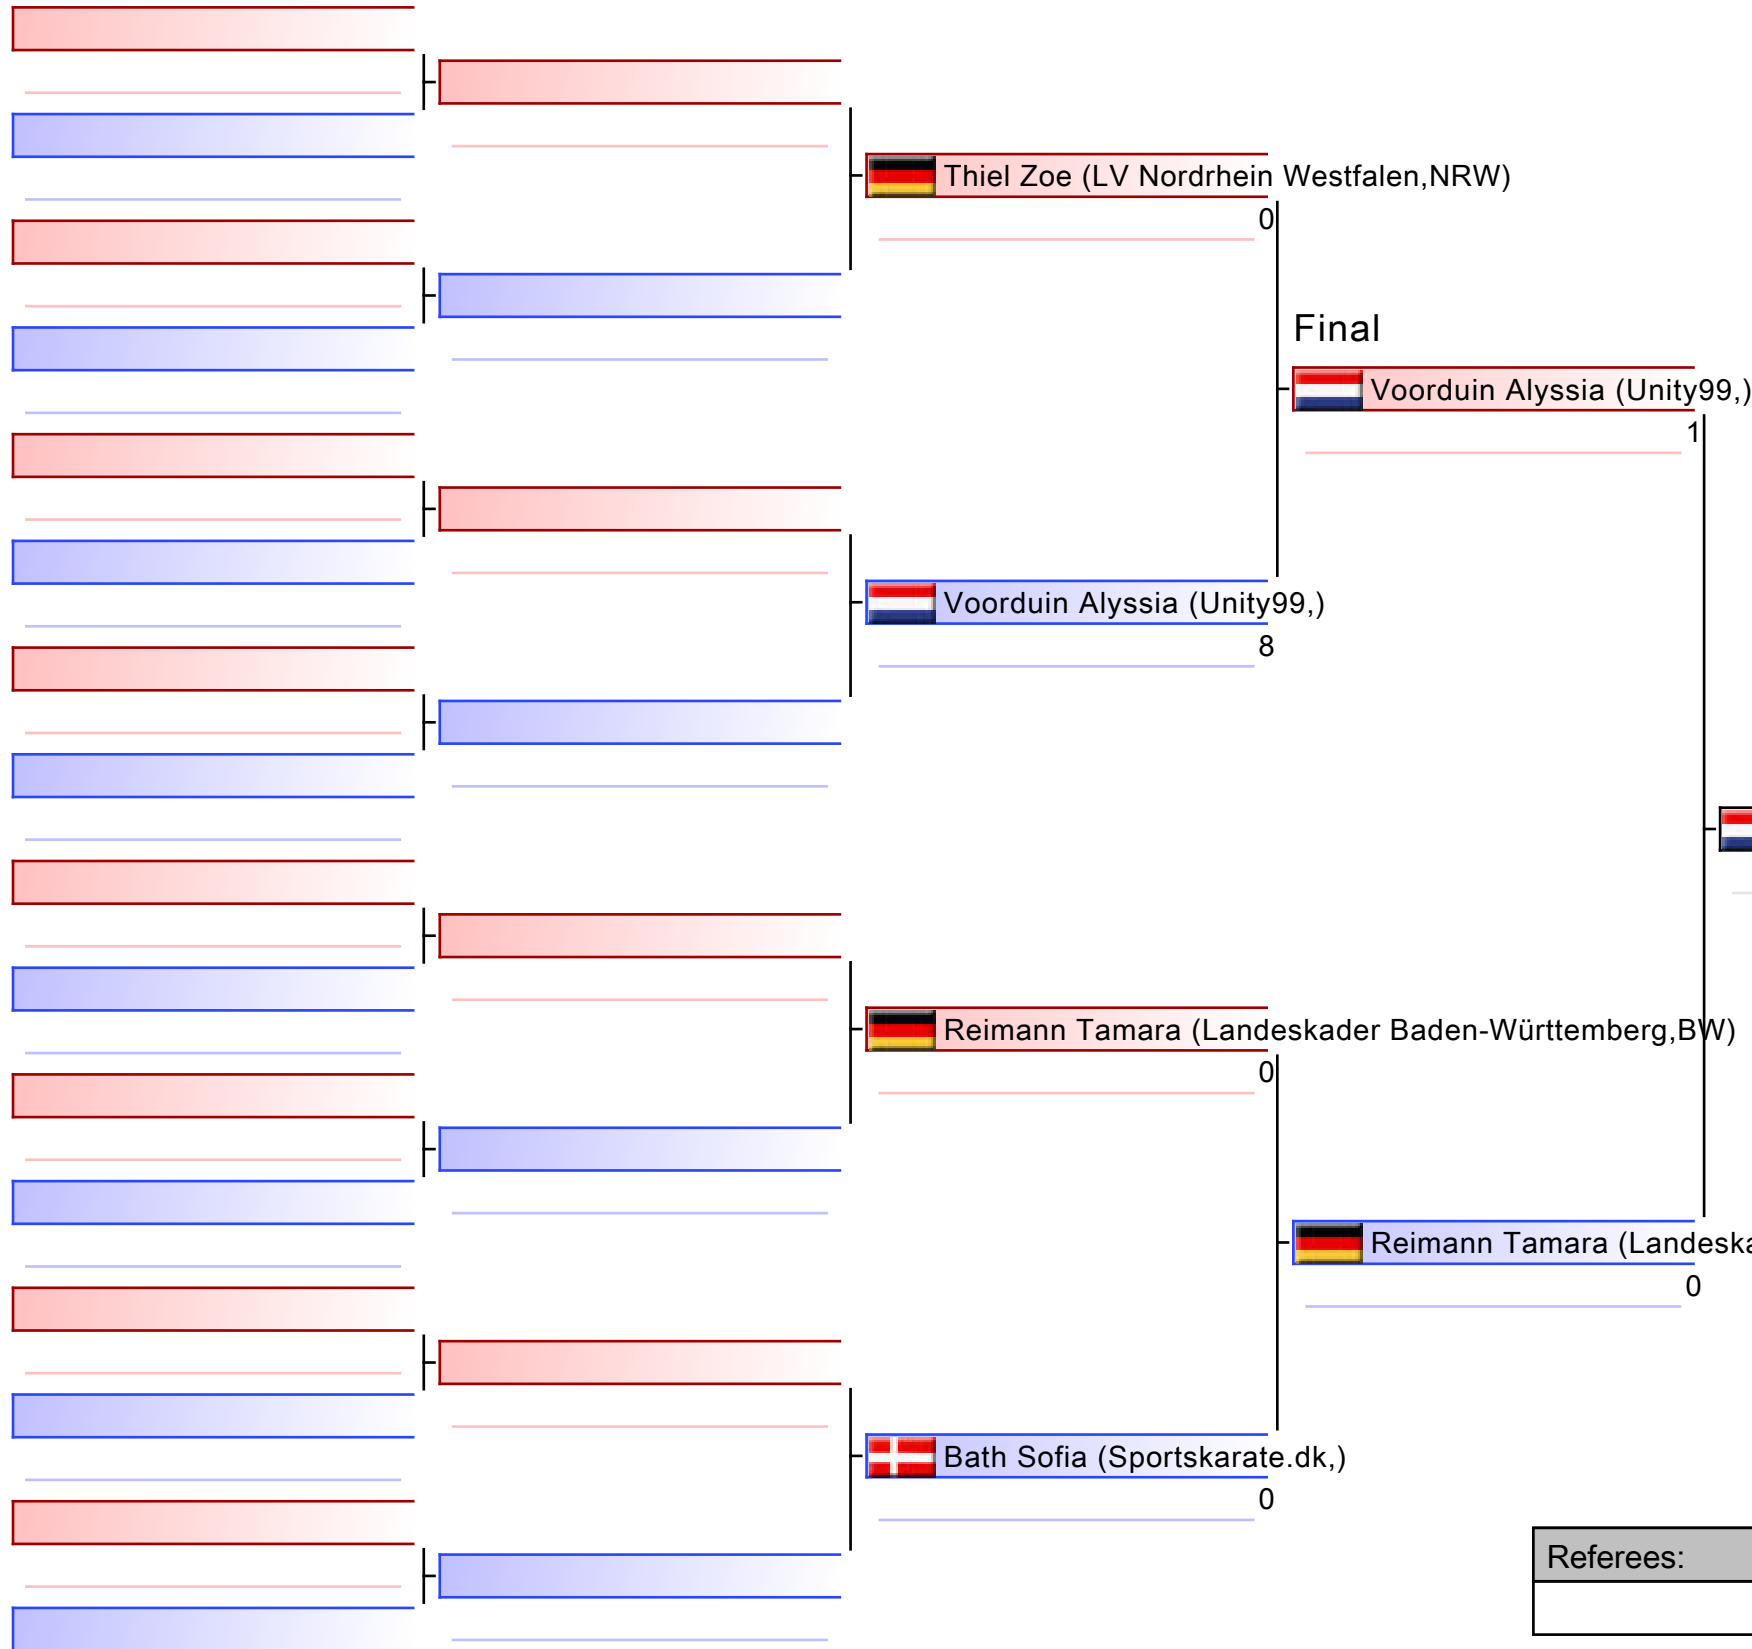 Thiel Zoe (LV Nordrhein Westfalen,NRW)
0
Final
Voorduin Alyssia (Unity99,)
1
Voorduin Alyssia (Unity99,)
8
Reimann Tamara (Landeskader Baden-Württemberg,BW)
0
Reimann Tamara (Landeska
0
Bath Sofia (Sportskarate.dk,)
0
Referees: